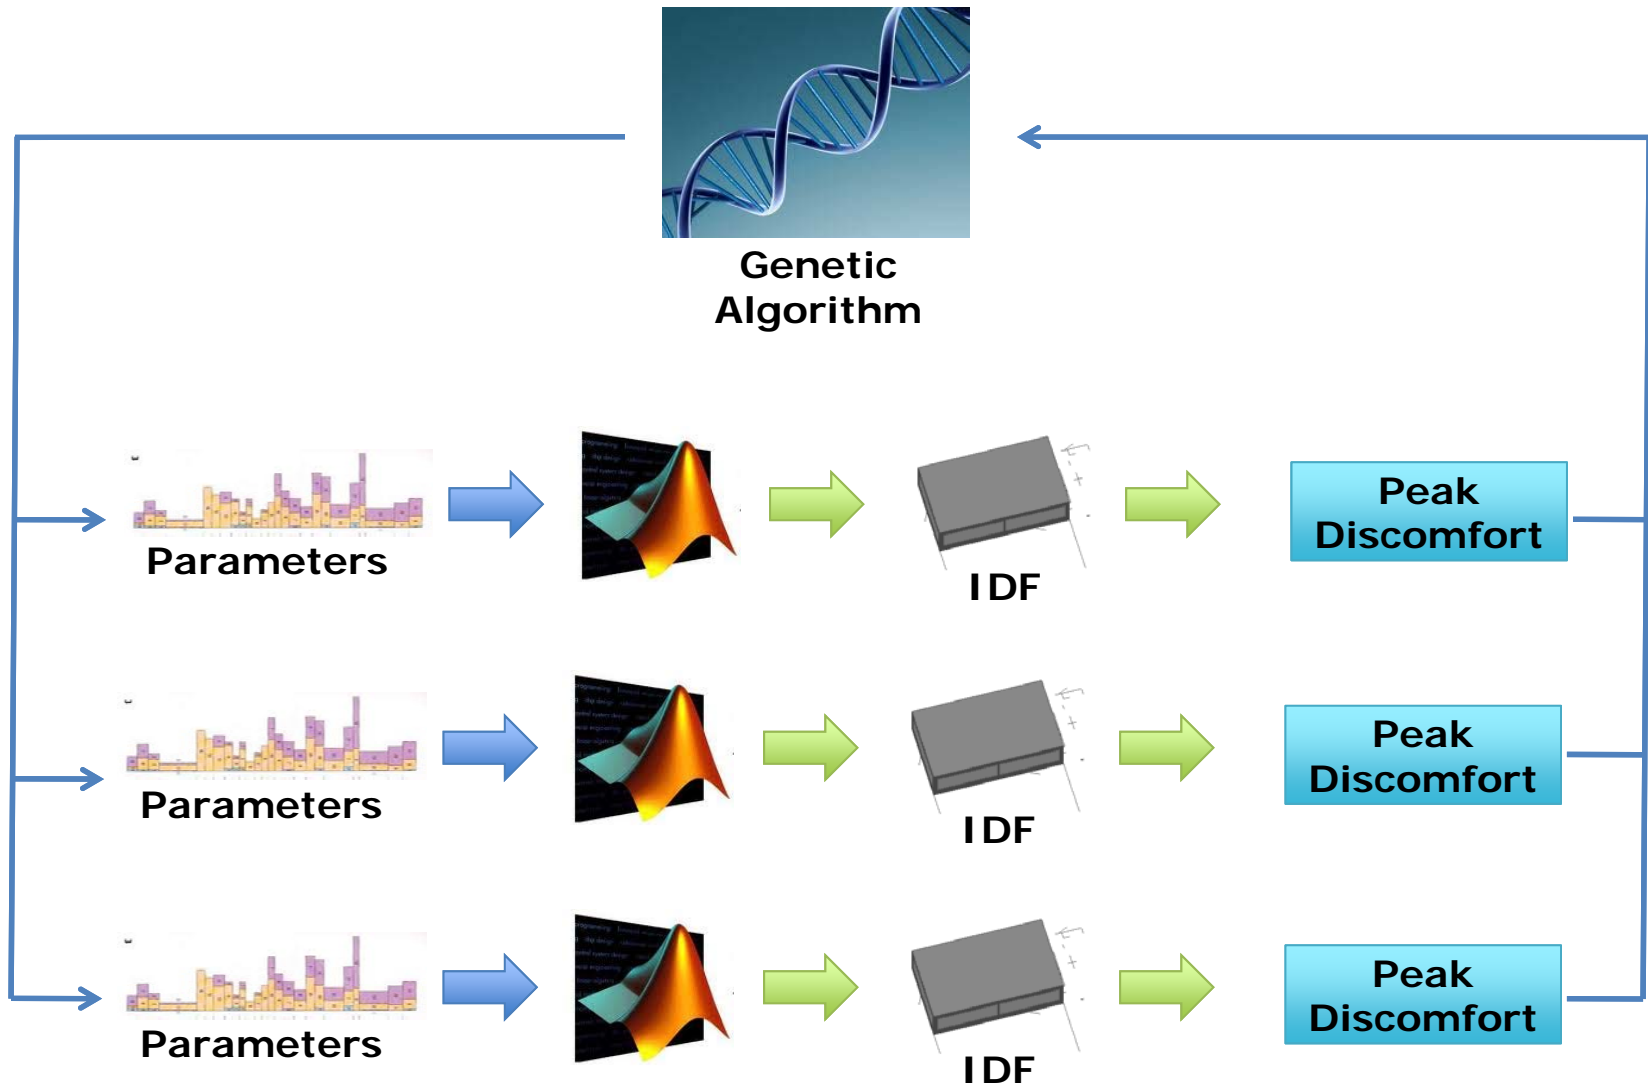 Genetic
Algorithm
Parameters
IDF
Peak
Discomfort
Parameters
IDF
Peak
Discomfort
Parameters
IDF
Peak
Discomfort